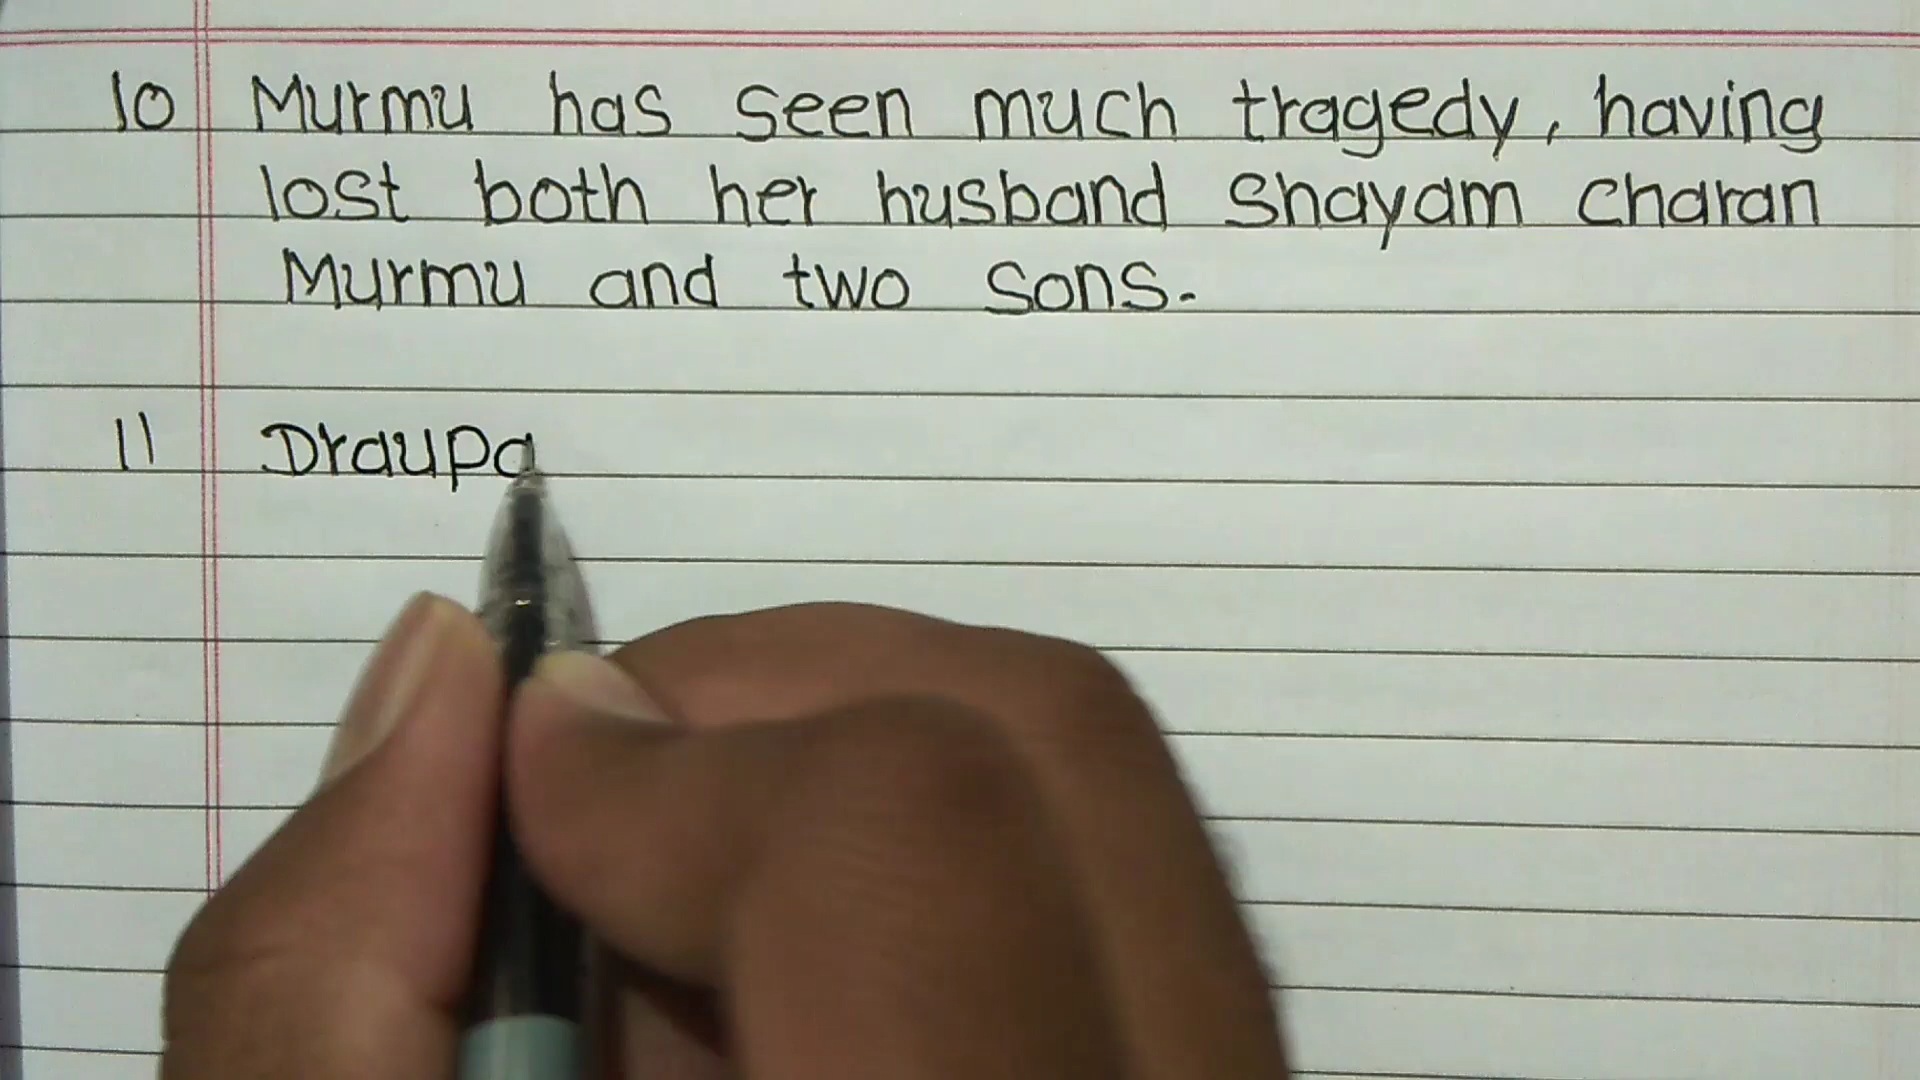 10 Murmu has seen much tragedy, having
lost both her husband Shayam charan
Murmu and two sons.
11 Draupa